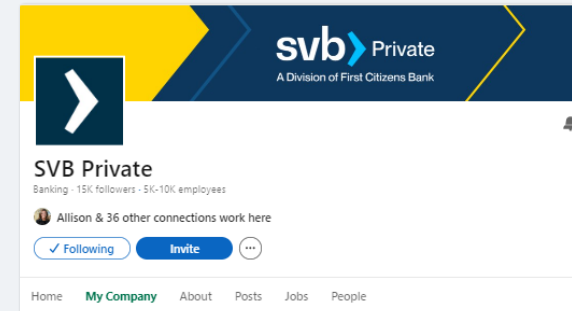 svb Private
A Division of First Citizens Bank
SVB Private
Banking · 15K followers · 5K-10K employees
Allison & 36 other connections work here
✓ Following Invite ...
Home My Company About Posts Jobs People